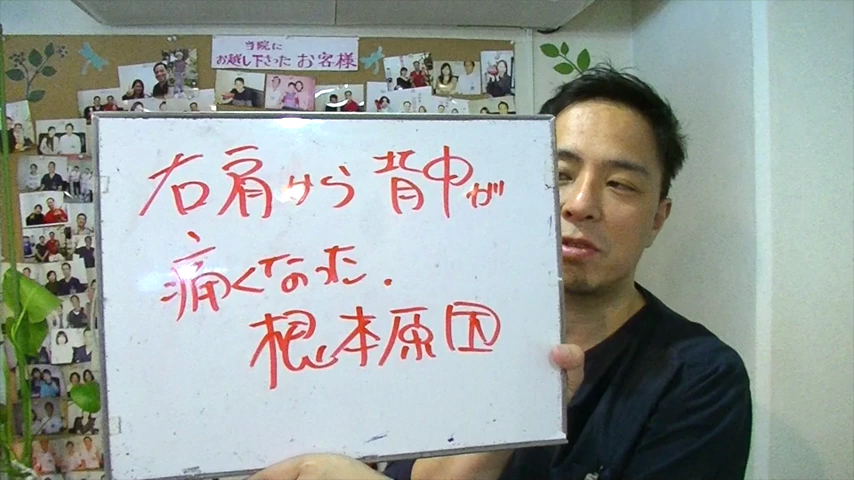 当院に
お越し下さった お客様
右肩から背中が
痛くなった.
根本原因